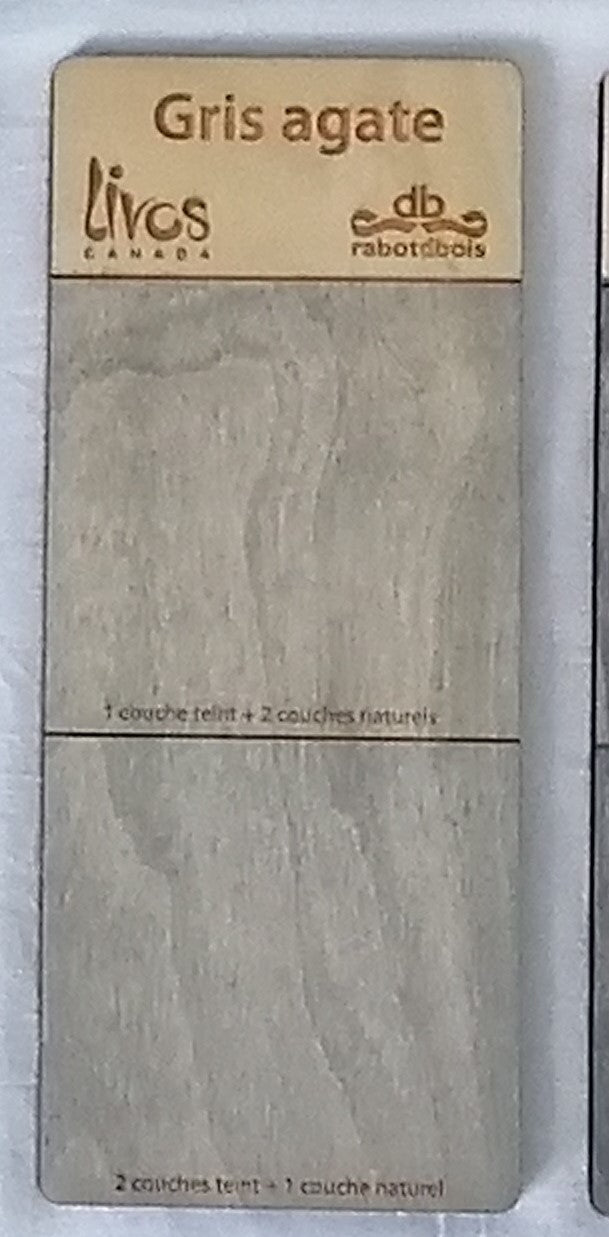 Gris agate
livos
CANADA
db
rabotdbois
1 couche teint + 2 couches naturels
2 couches teint + 1 couche naturel